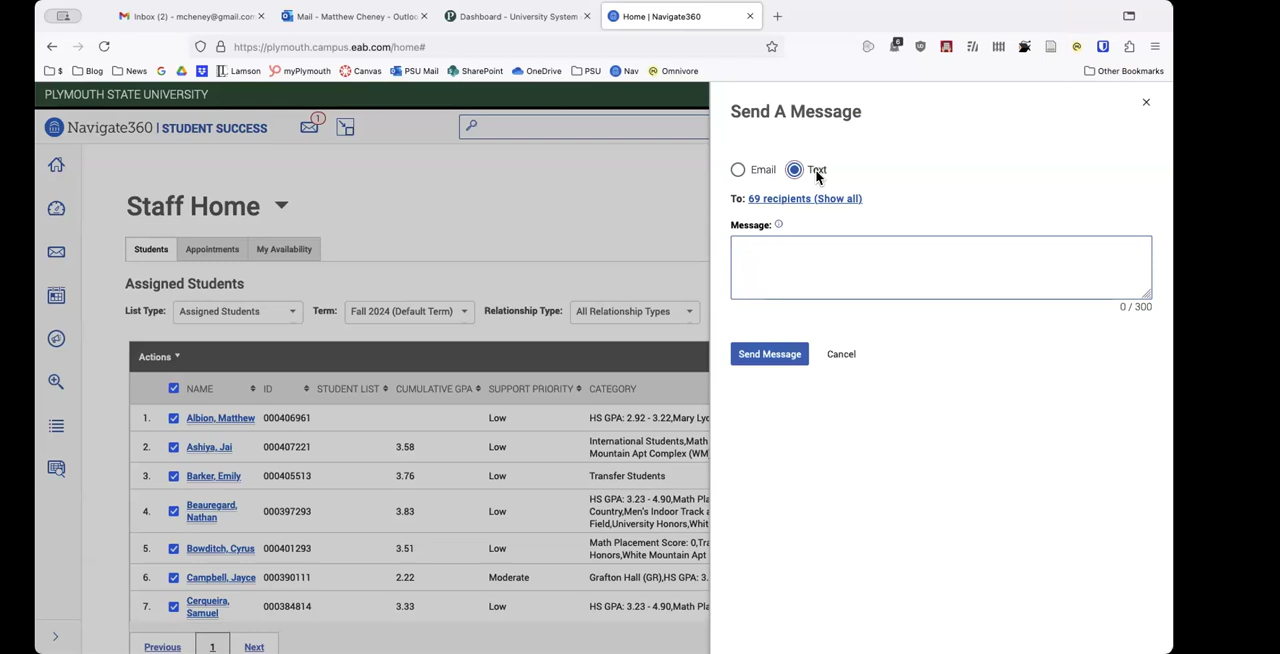 Inbox (2) - mcheney@gmail.com
Mail - Matthew Cheney - Outloo
Dashboard - University System
Home | Navigate360
https://plymouth.campus.eab.com/home#
6
$
Blog
News
Lamson
myPlymouth
Canvas
PSU Mail
SharePoint
OneDrive
PSU
Nav
Omnivore
Other Bookmarks
PLYMOUTH STATE UNIVERSITY
Navigate360 | STUDENT SUCCESS
1
Staff Home
Students
Appointments
My Availability
Assigned Students
List Type:
Assigned Students
Term:
Fall 2024 (Default Term)
Relationship Type:
All Relationship Types
Actions
NAME
ID
STUDENT LIST
CUMULATIVE GPA
SUPPORT PRIORITY
CATEGORY
1. Albion, Matthew 000406961 Low HS GPA: 2.92 - 3.22,Mary Lyo
2. Ashiya, Jai 000407221 3.58 Low International Students,Math
Mountain Apt Complex (WM
3. Barker, Emily 000405513 3.76 Low Transfer Students
4. Beauregard, Nathan 000397293 3.83 Low HS GPA: 3.23 - 4.90,Math Pla
Country,Men's Indoor Track a
Field,University Honors,Whit
5. Bowditch, Cyrus 000401293 3.51 Low Math Placement Score: 0,Tra
Honors,White Mountain Apt
6. Campbell, Jayce 000390111 2.22 Moderate Grafton Hall (GR),HS GPA: 3.
7. Cerqueira, Samuel 000384814 3.33 Low HS GPA: 3.23 - 4.90,Math Pla
Previous
1
Next
Send A Message
Email
Text
To: 69 recipients (Show all)
Message:
0 / 300
Send Message
Cancel